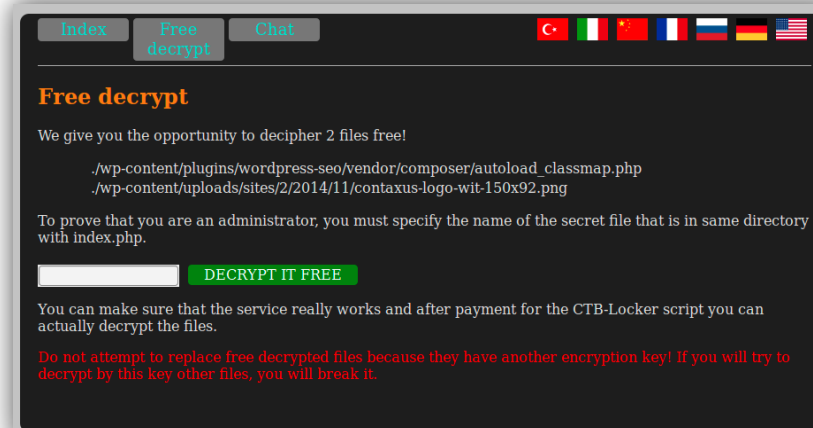 Index
Free decrypt
Chat
Free decrypt
We give you the opportunity to decipher 2 files free!
./wp-content/plugins/wordpress-seo/vendor/composer/autoload_classmap.php
./wp-content/uploads/sites/2/2014/11/contaxus-logo-wit-150x92.png
To prove that you are an administrator, you must specify the name of the secret file that is in same directory
with index.php.
DECRYPT IT FREE
You can make sure that the service really works and after payment for the CTB-Locker script you can
actually decrypt the files.
Do not attempt to replace free decrypted files because they have another encryption key! If you will try to
decrypt by this key other files, you will break it.